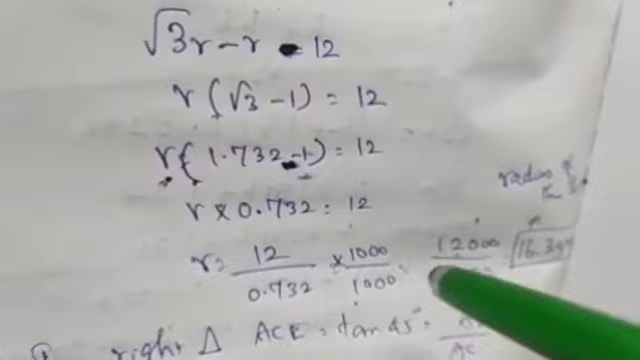 √3r - r = 12
r(√3 - 1) = 12
r{1.732 - 1) = 12
r x 0.732 = 12
radius
r = 12/0.732 x 1000/1000 = 12000
right Δ ACE = tan 45 =
AC